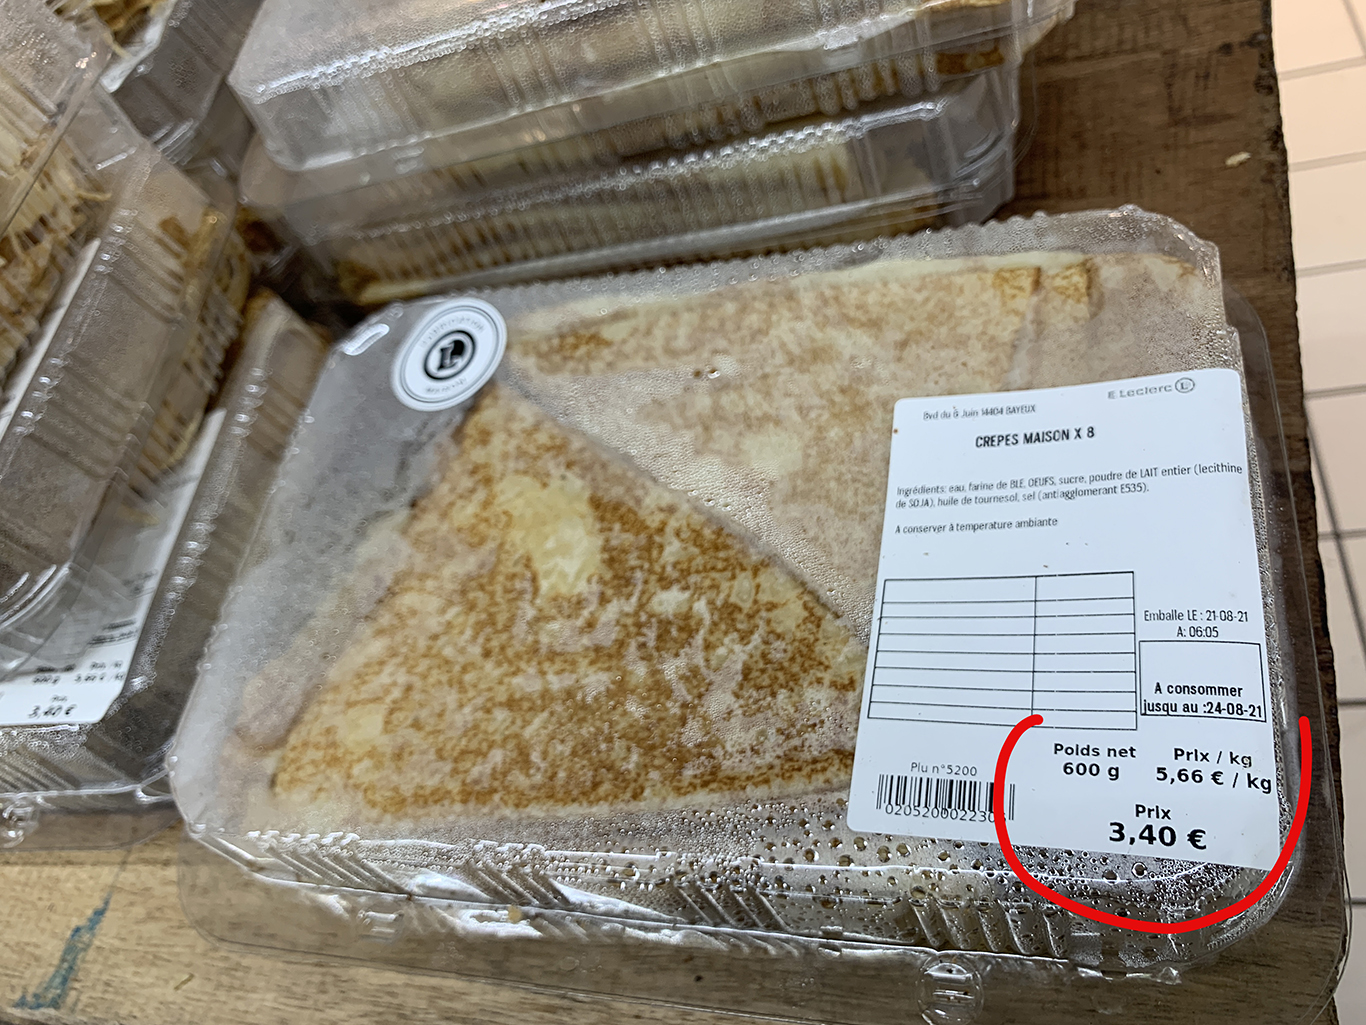 E.Leclerc L
Bvd du 6 Juin 14404 BAYEUX
CREPES MAISON X 8
Ingrédients: eau, farine de BLE, OEUFS, sucre, poudre de LAIT entier (lecithine
de SOJA), huile de tournesol, sel (antiagglomerant E535).
A conserver à temperature ambiante
Emballe LE : 21-08-21
A: 06:05
A consommer
jusqu au :24-08-21
Poids net
600 g
Prix / kg
5,66 € / kg
Prix
3,40 €
Plu n°5200
L
600 g
3,40 €